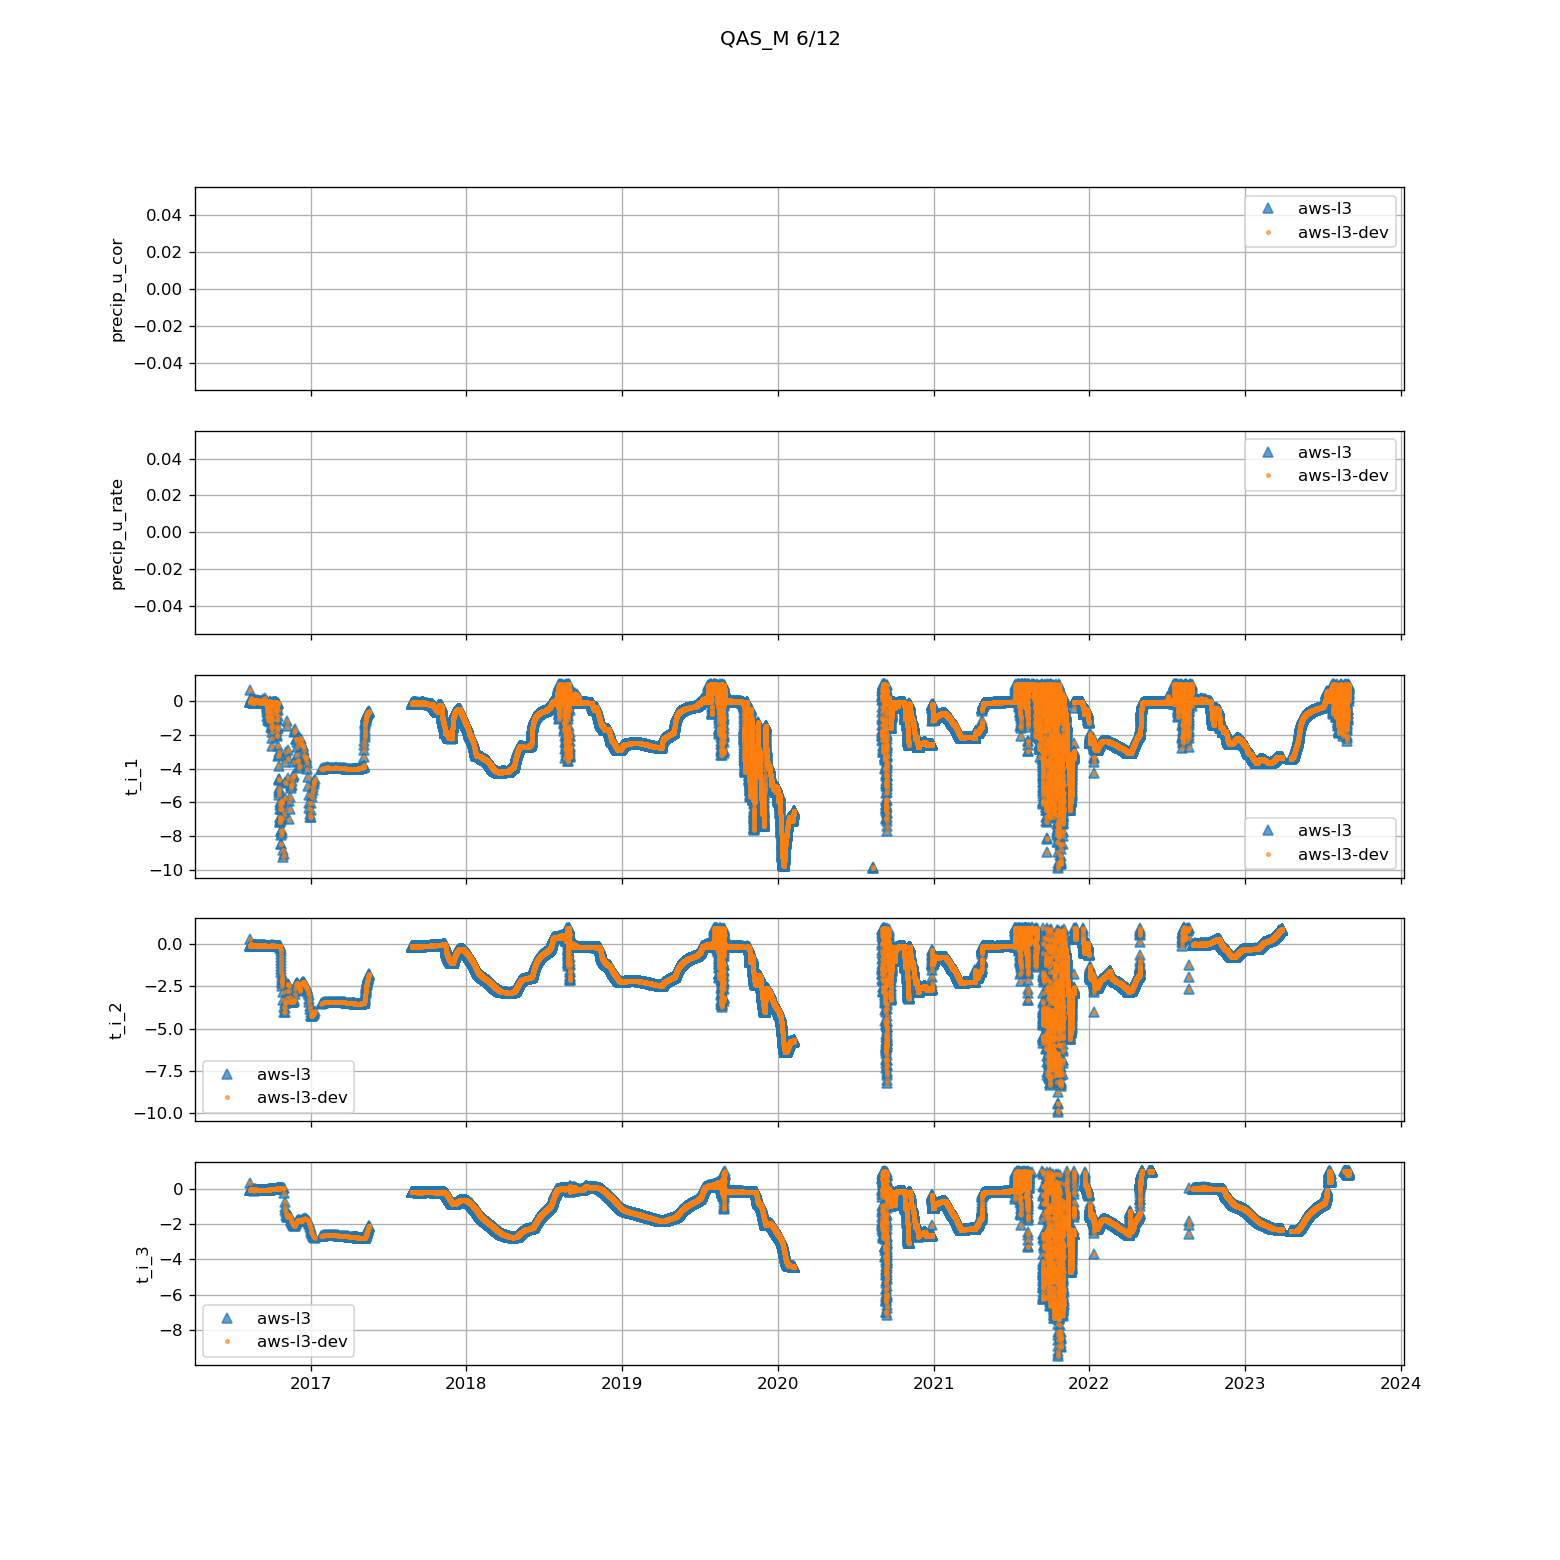 QAS_M 6/12
precip_u_cor
0.04
0.02
0.00
−0.02
−0.04
aws-l3
aws-l3-dev
precip_u_rate
0.04
0.02
0.00
−0.02
−0.04
aws-l3
aws-l3-dev
t_i_1
0
−2
−4
−6
−8
−10
aws-l3
aws-l3-dev
t_i_2
0.0
−2.5
−5.0
−7.5
−10.0
aws-l3
aws-l3-dev
t_i_3
0
−2
−4
−6
−8
aws-l3
aws-l3-dev
2017 2018 2019 2020 2021 2022 2023 2024